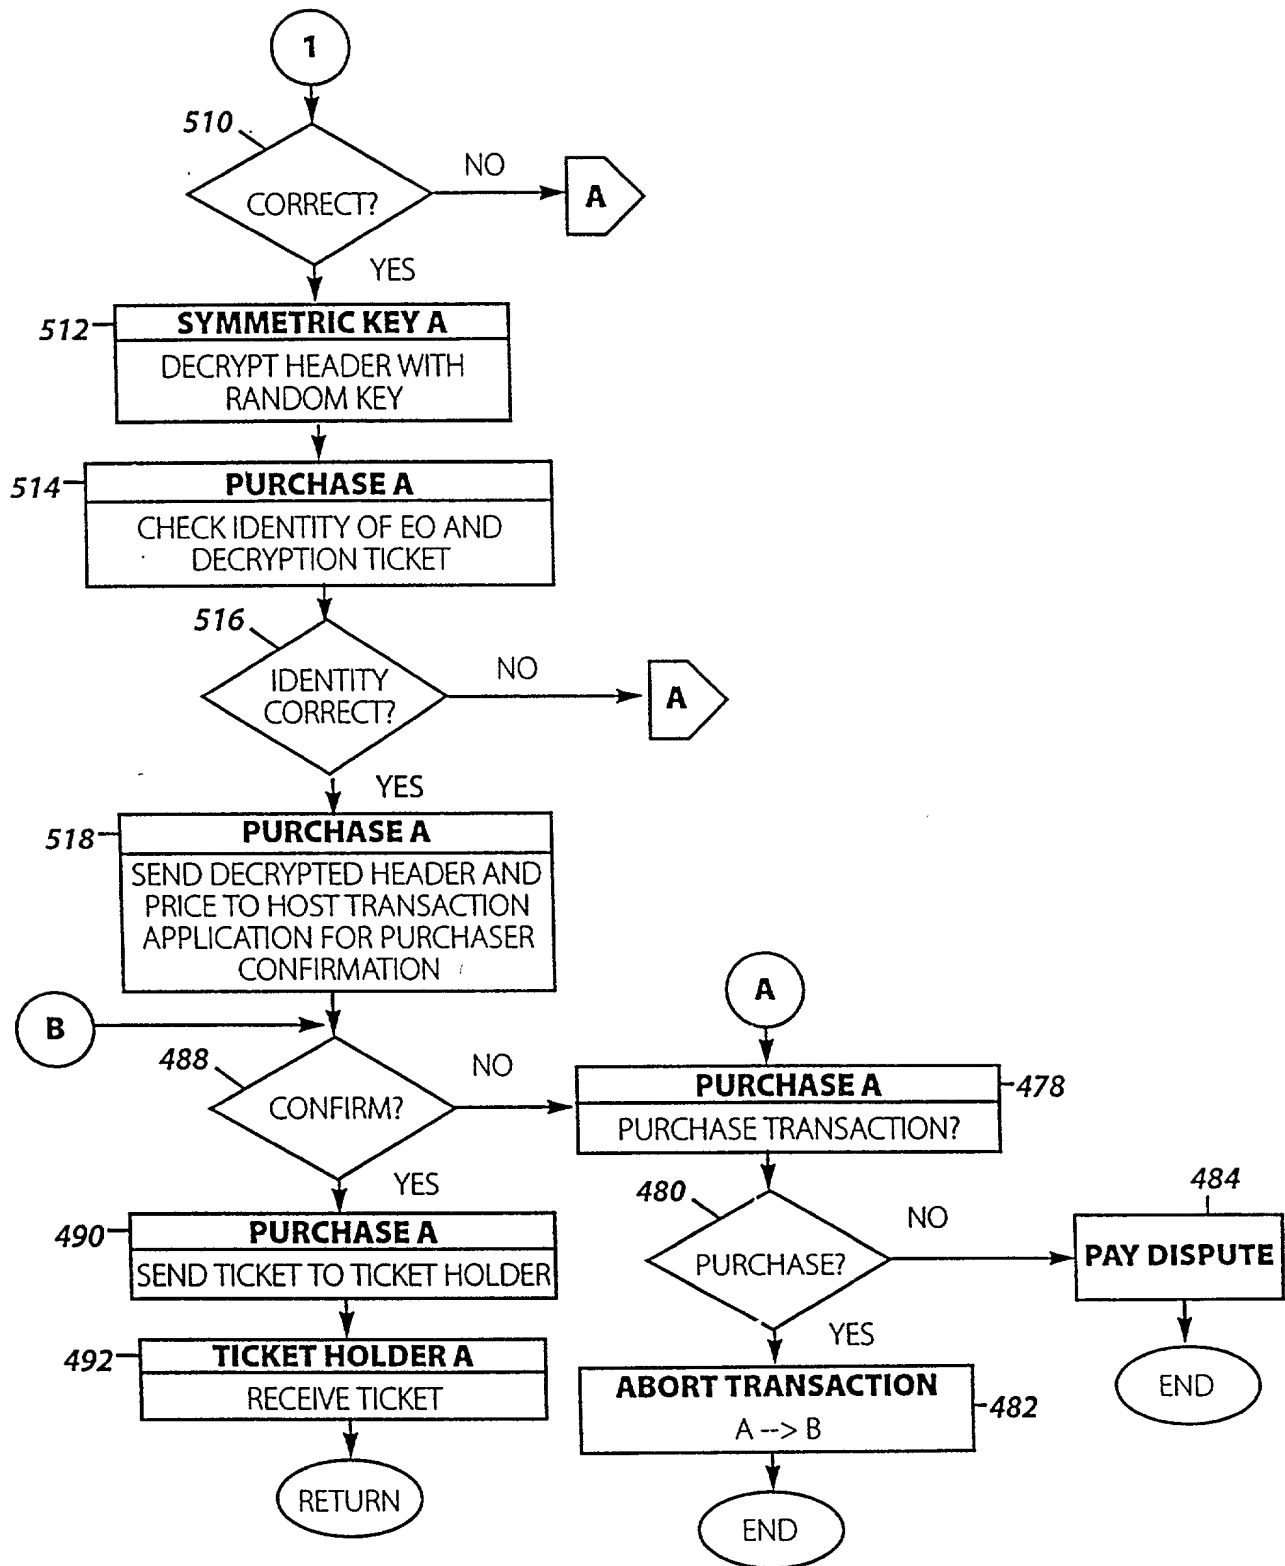 1
510
CORRECT?
NO
A
YES
512
SYMMETRIC KEY A
DECRYPT HEADER WITH
RANDOM KEY
514
PURCHASE A
CHECK IDENTITY OF EO AND
DECRYPTION TICKET
516
IDENTITY
CORRECT?
NO
A
YES
518
PURCHASE A
SEND DECRYPTED HEADER AND
PRICE TO HOST TRANSACTION
APPLICATION FOR PURCHASER
CONFIRMATION
B
488
CONFIRM?
NO
YES
490
PURCHASE A
SEND TICKET TO TICKET HOLDER
492
TICKET HOLDER A
RECEIVE TICKET
RETURN
A
PURCHASE A
478
PURCHASE TRANSACTION?
480
PURCHASE?
NO
484
PAY DISPUTE
END
YES
ABORT TRANSACTION
482
A --> B
END